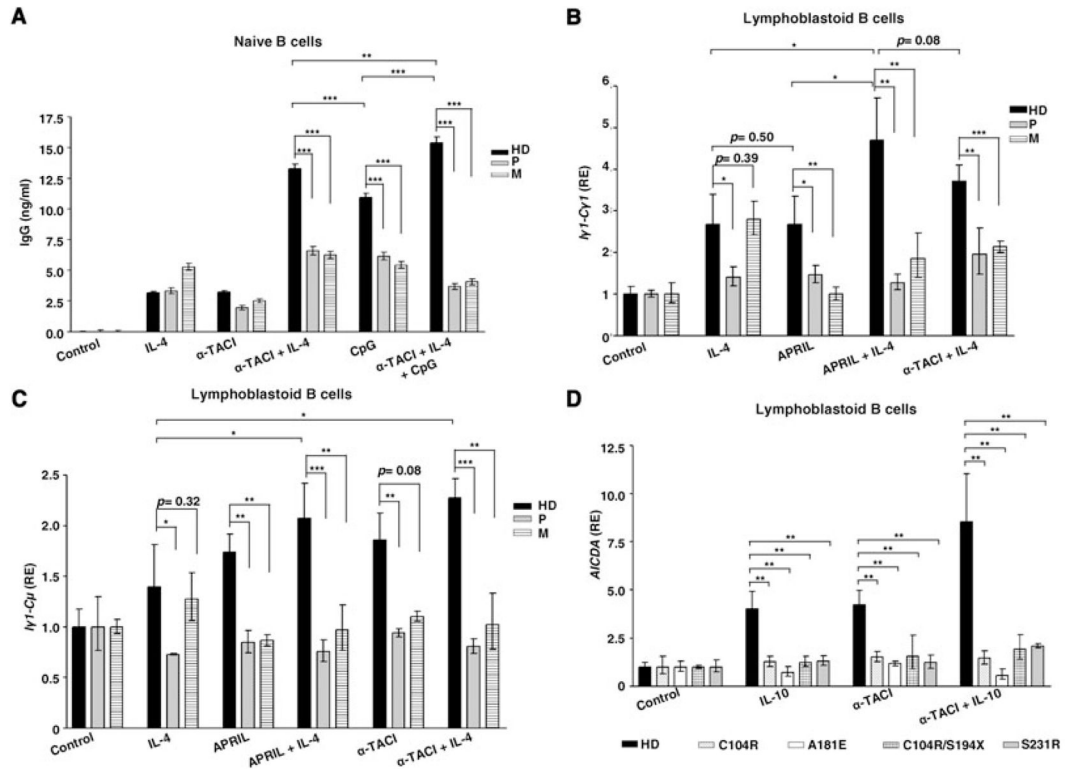 A
Naive B cells
**
***
***
***
***
***
***
***
***
17.5
15.0
12.5
10.0
7.5
5.0
2.5
0.0
IgG (ng/ml)
HD
P
M
Control
IL-4
α-TACI
α-TACI + IL-4
CpG
α-TACI + IL-4
+ CpG
B
Lymphoblastoid B cells
*
p= 0.08
*
**
**
p= 0.50
p= 0.39
*
**
*
***
**
6
5
4
3
2
1
0
Iγ1-Cγ1 (RE)
HD
P
M
Control
IL-4
APRIL
APRIL + IL-4
α-TACI + IL-4
C
Lymphoblastoid B cells
*
*
p= 0.32
*
**
**
**
***
p= 0.08
**
**
***
2.5
2.0
1.5
1.0
0.5
0
Iγ1-Cμ (RE)
HD
P
M
Control
IL-4
APRIL
APRIL + IL-4
α-TACI
α-TACI + IL-4
D
Lymphoblastoid B cells
**
**
**
**
**
**
**
**
**
**
**
**
12.5
10.0
7.5
5.0
2.5
0
AICDA (RE)
Control
IL-10
α-TACI
α-TACI + IL-10
HD
C104R
A181E
C104R/S194X
S231R